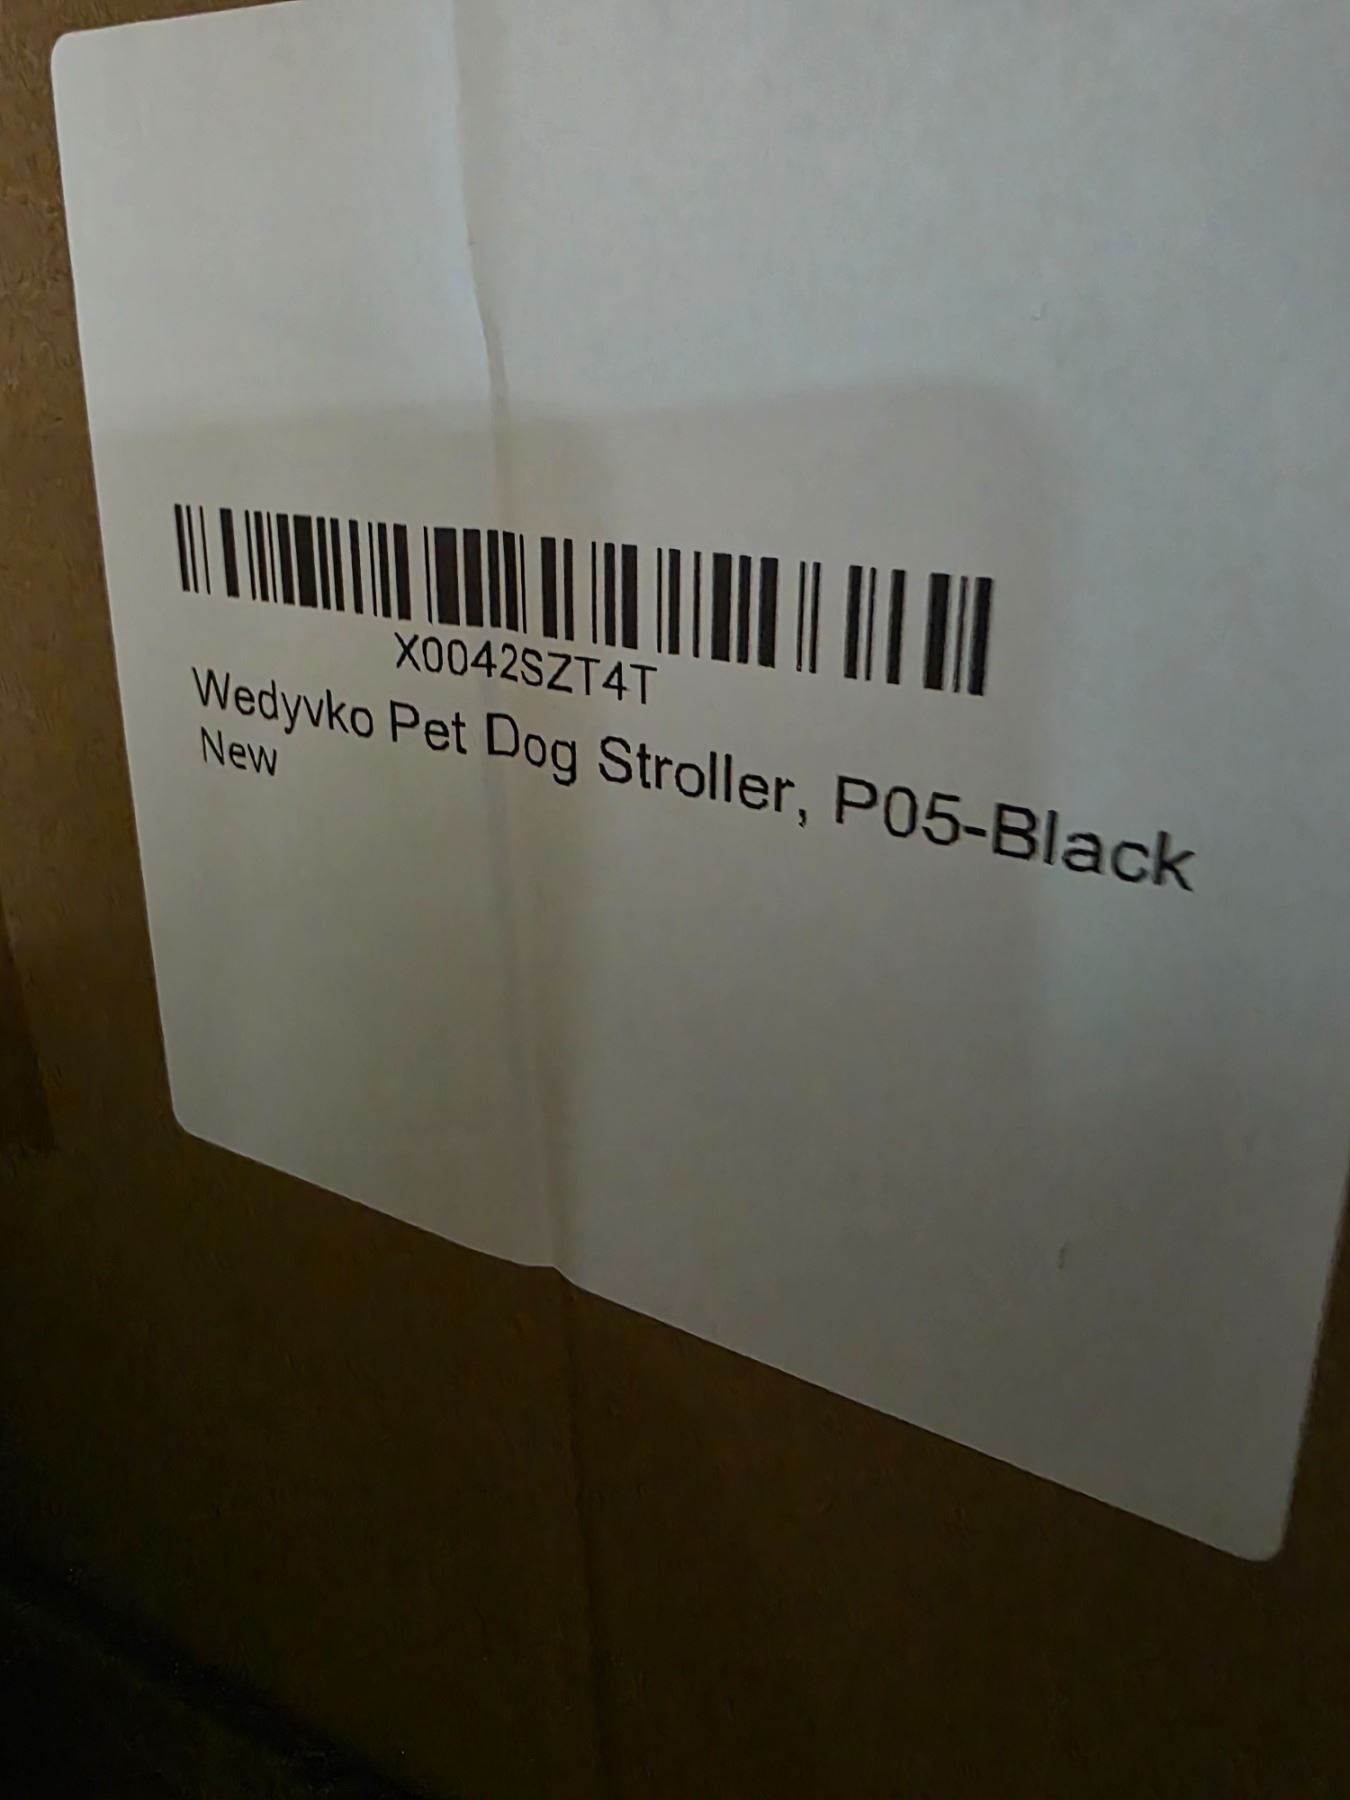 X0042SZT4T
Wedyvko Pet Dog Stroller, P05-Black
New